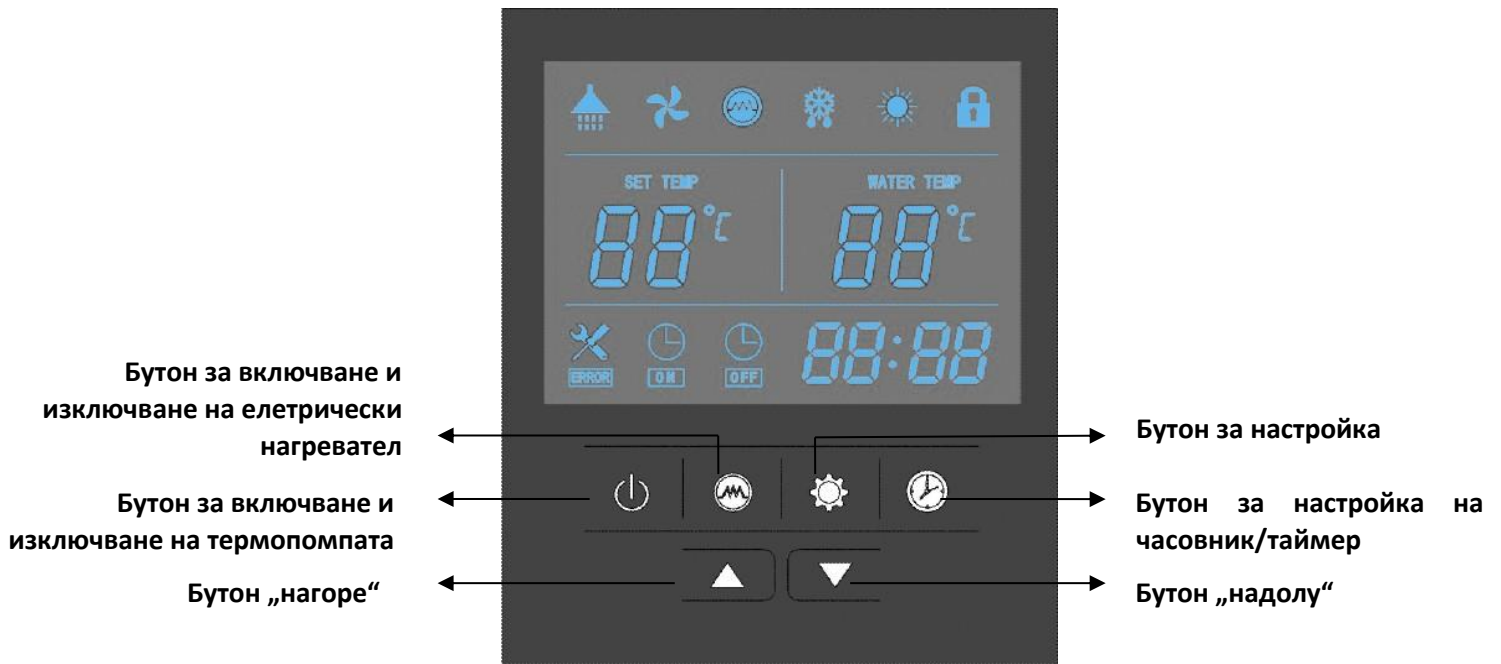 SET TEMP
WATER TEMP
88°C
88°C
ERROR
ON
OFF
88:88
Бутон за включване и
изключване на елетрически
нагревател
Бутон за включване и
изключване на термопомпата
Бутон „нагоре“
Бутон за настройка
Бутон за настройка на
часовник/таймер
Бутон „надолу“